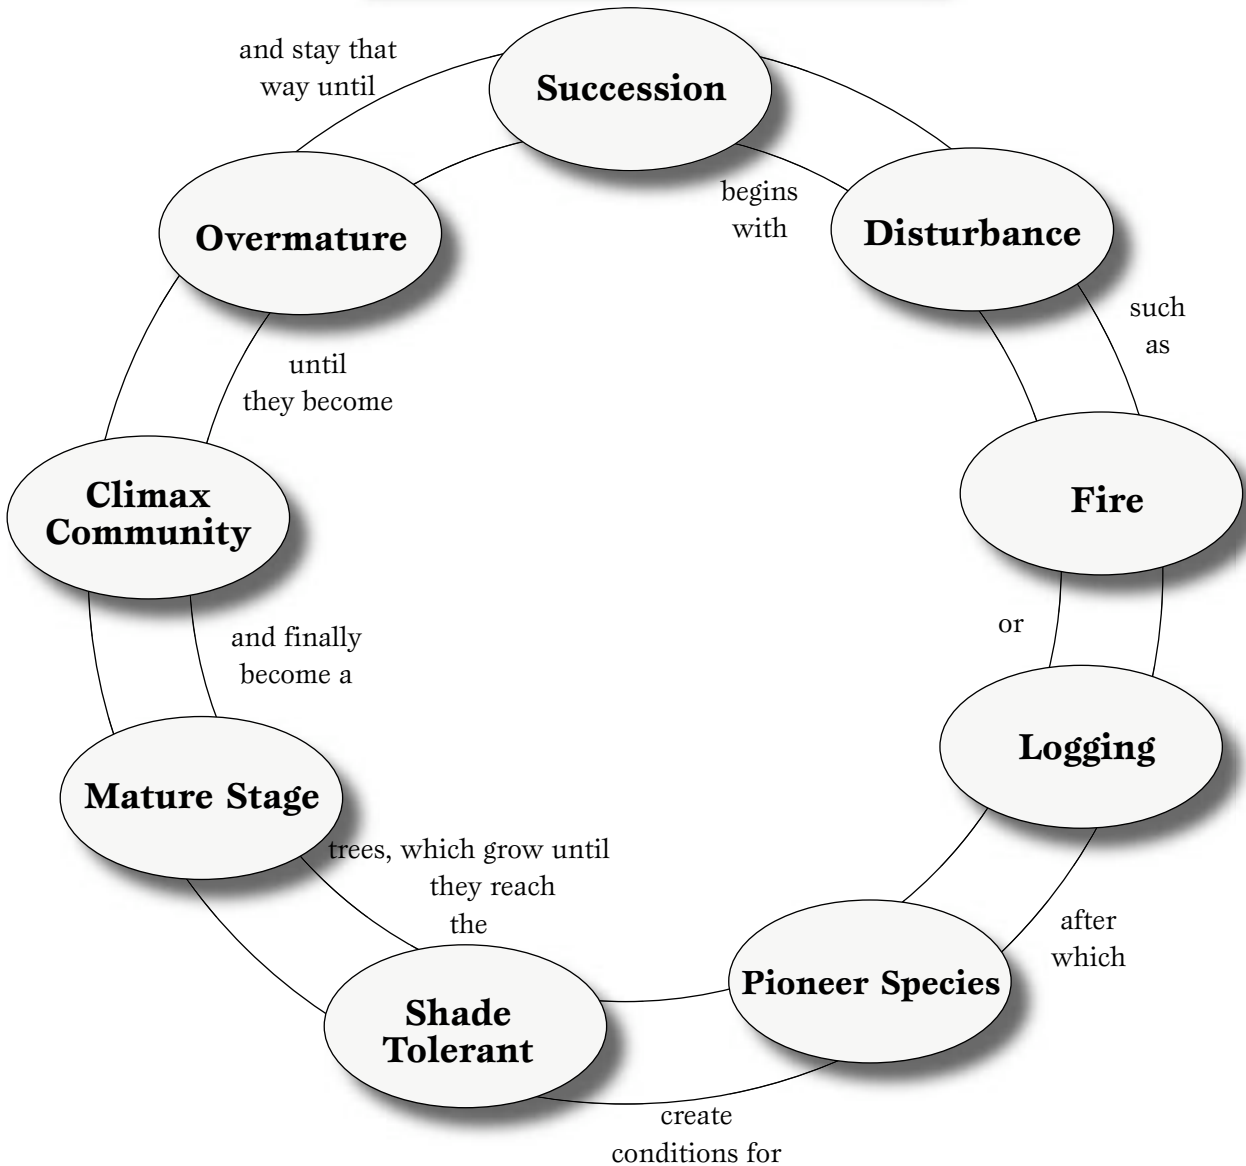 Succession
begins
with
Disturbance
such
as
Fire
or
Logging
after
which
Pioneer Species
create
conditions for
Shade
Tolerant
trees, which grow until
they reach
the
Mature Stage
and finally
become a
Climax
Community
until
they become
Overmature
and stay that
way until